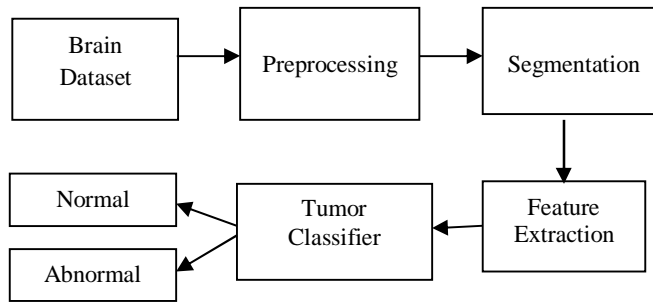 Brain
Dataset
Preprocessing
Segmentation
Feature
Extraction
Tumor
Classifier
Normal
Abnormal